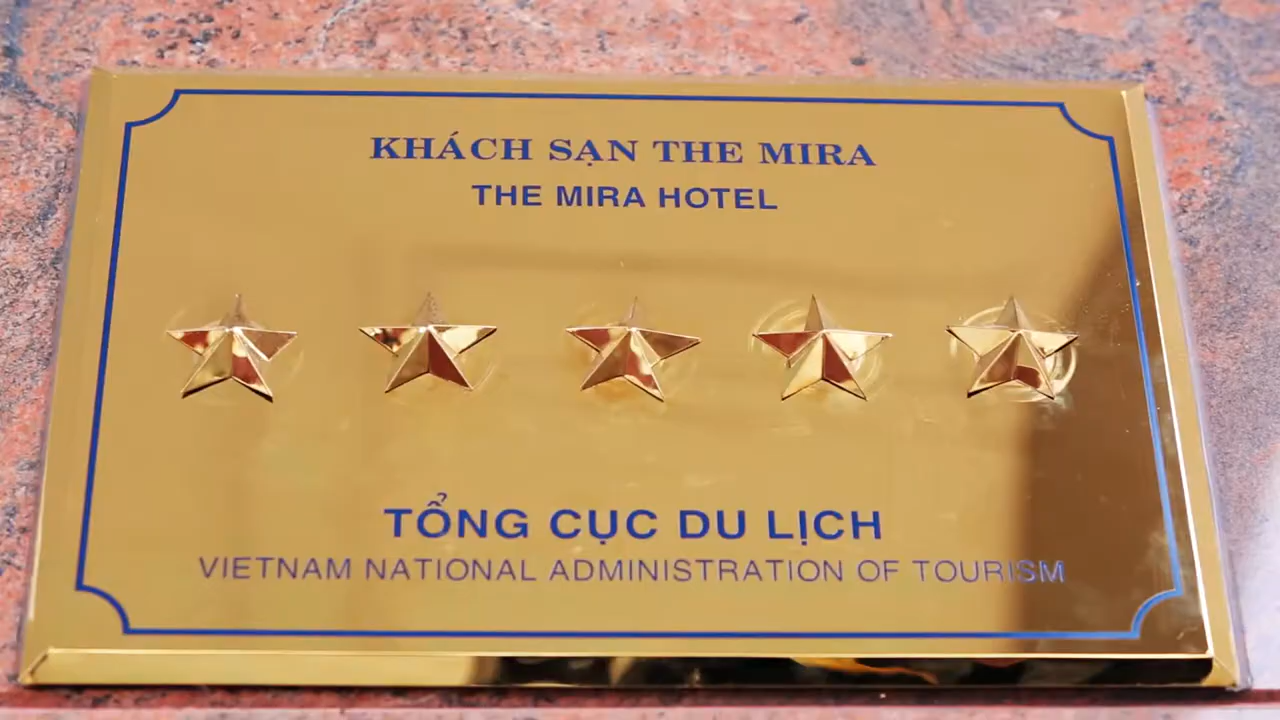 KHÁCH SẠN THE MIRA
THE MIRA HOTEL
TỔNG CỤC DU LỊCH
VIETNAM NATIONAL ADMINISTRATION OF TOURISM